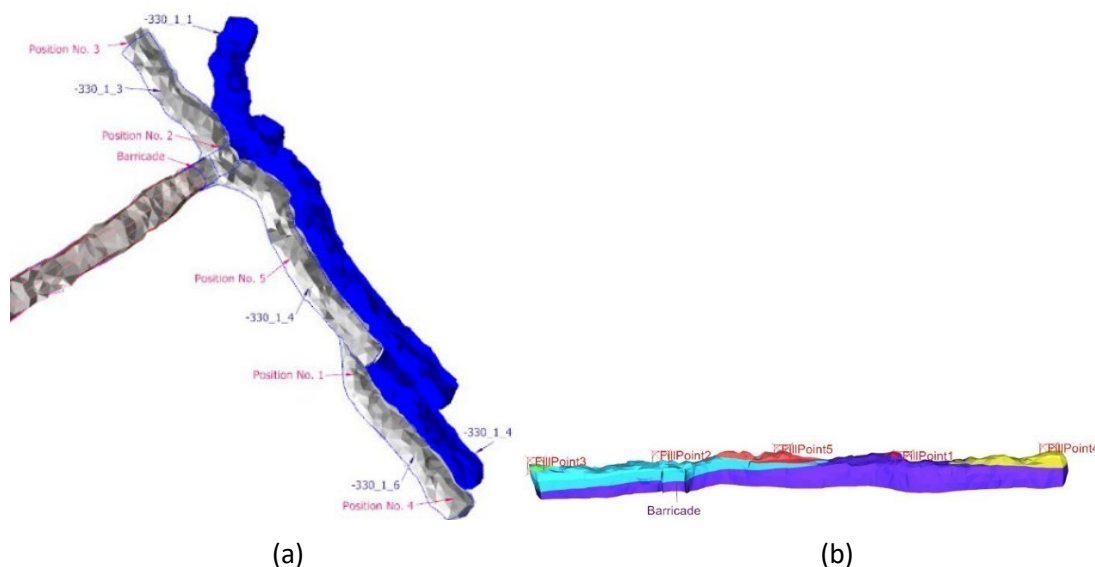 -330_1_1
Position No. 3
-330_1_3
Position No. 2
Barricade
Position No. 5
-330_1_4
Position No. 1
-330_1_4
-330_1_6
Position No. 4
FillPoint3
FillPoint2
FillPoint5
FillPoint1
FillPoint4
Barricade
(a)
(b)